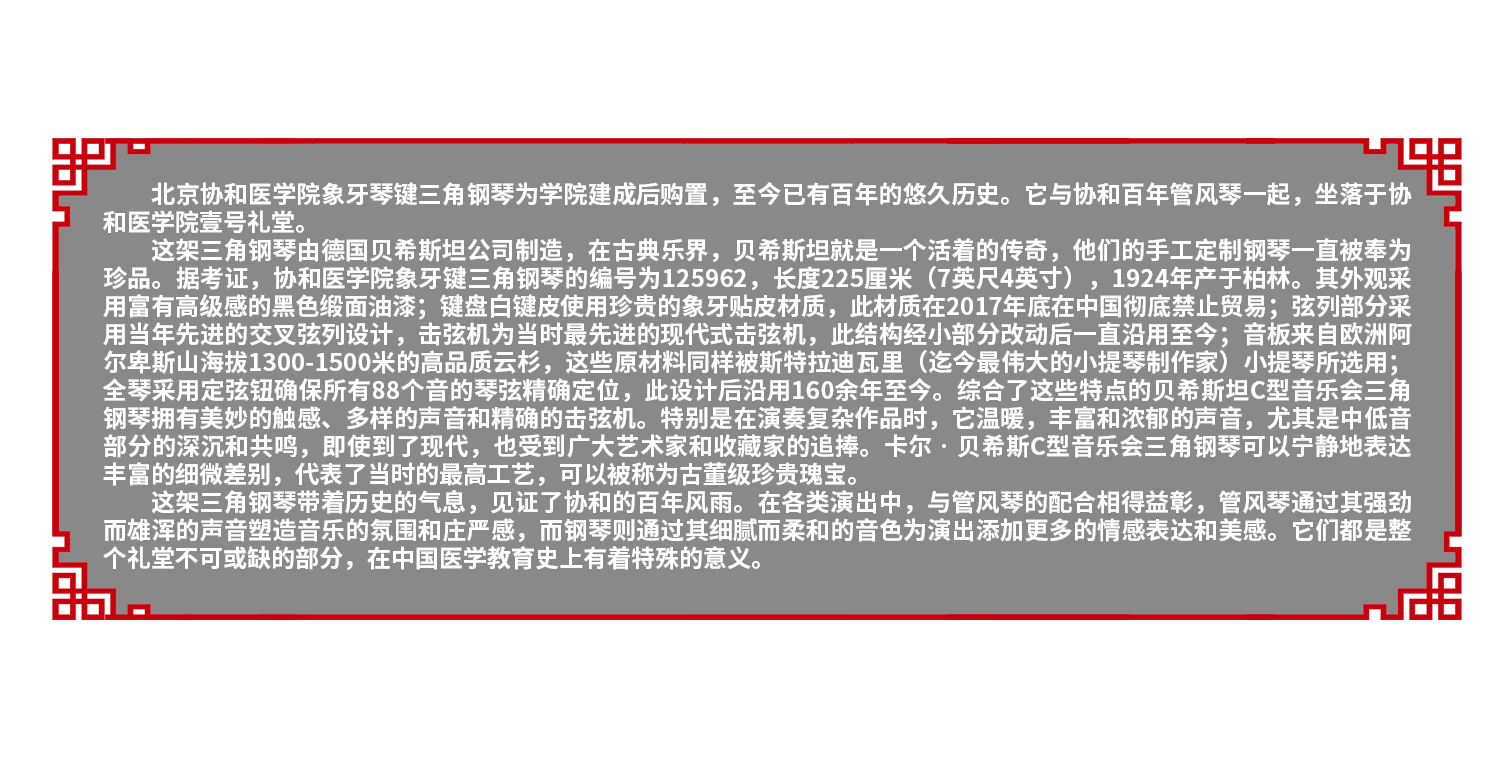 北京协和医学院象牙琴键三角钢琴为学院建成后购置，至今已有百年的悠久历史。它与协和百年管风琴一起，坐落于协
和医学院壹号礼堂。
这架三角钢琴由德国贝希斯坦公司制造，在古典乐界，贝希斯坦就是一个活着的传奇，他们的手工定制钢琴一直被奉为
珍品。据考证，协和医学院象牙键三角钢琴的编号为125962，长度225厘米（7英尺4英寸），1924年产于柏林。其外观采
用富有高级感的黑色缎面油漆；键盘白键皮使用珍贵的象牙贴皮材质，此材质在2017年底在中国彻底禁止贸易；弦列部分采
用当年先进的交叉弦列设计，击弦机为当时最先进的现代式击弦机，此结构经小部分改动后一直沿用至今；音板来自欧洲阿
尔卑斯山海拔1300-1500米的高品质云杉，这些原材料同样被斯特拉迪瓦里（迄今最伟大的小提琴制作家）小提琴所选用；
全琴采用定弦钮确保所有88个音的琴弦精确定位，此设计后沿用160余年至今。综合了这些特点的贝希斯坦C型音乐会三角
钢琴拥有美妙的触感、多样的声音和精确的击弦机。特别是在演奏复杂作品时，它温暖，丰富和浓郁的声音，尤其是中低音
部分的深沉和共鸣，即使到了现代，也受到广大艺术家和收藏家的追捧。卡尔·贝希斯C型音乐会三角钢琴可以宁静地表达
丰富的细微差别，代表了当时的最高工艺，可以被称为古董级珍贵瑰宝。
这架三角钢琴带着历史的气息，见证了协和的百年风雨。在各类演出中，与管风琴的配合相得益彰，管风琴通过其强劲
而雄浑的声音塑造音乐的氛围和庄严感，而钢琴则通过其细腻而柔和的音色为演出添加更多的情感表达和美感。它们都是整
个礼堂不可或缺的部分，在中国医学教育史上有着特殊的意义。